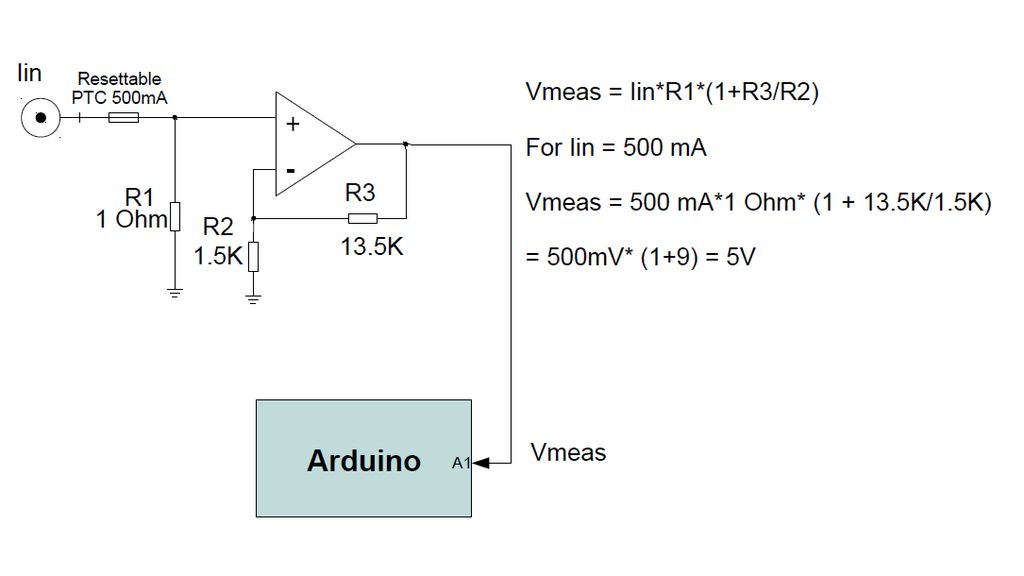 Iin
Resettable
PTC 500mA
+
-
R1
1 Ohm
R2
1.5K
R3
13.5K
Vmeas = Iin*R1*(1+R3/R2)
For Iin = 500 mA
Vmeas = 500 mA*1 Ohm* (1 + 13.5K/1.5K)
= 500mV* (1+9) = 5V
Arduino
A1
Vmeas